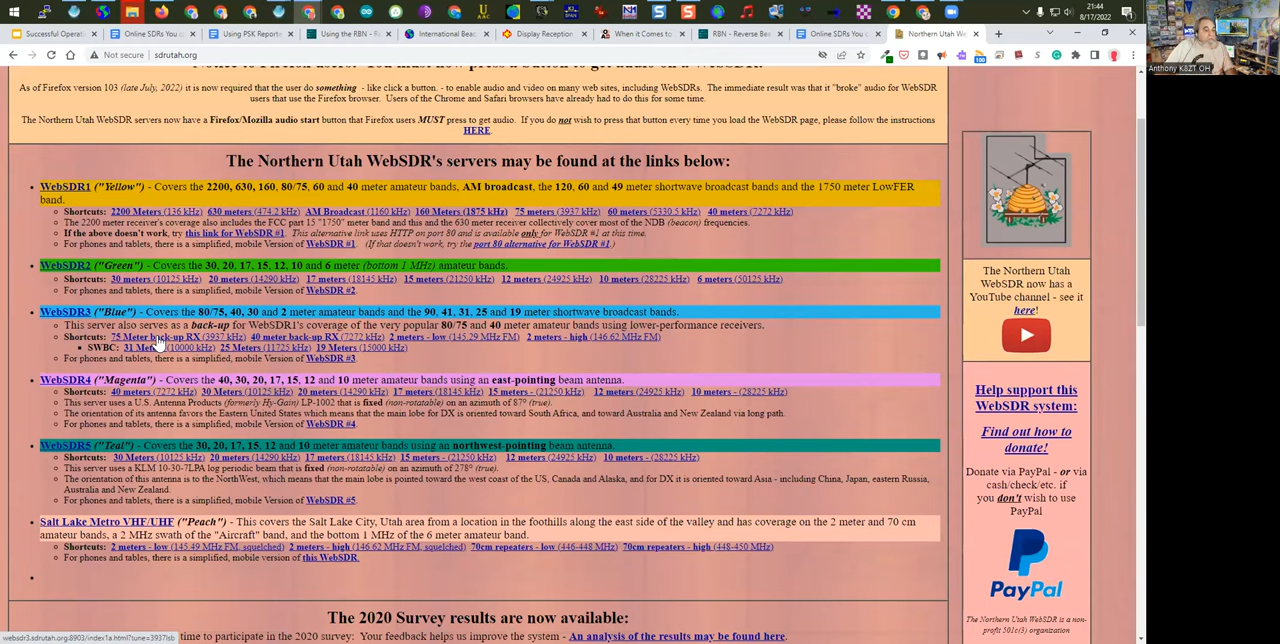 21:44
8/17/2022
Anthony K8ZT OH
Successful Operat
Online SDRs You c
Using PSK Report
Using the RBN - R
International Bea
Display Reception
When it Comes to
RBN - Reverse Bea
Online SDRs You c
Northern Utah We
Not secure | sdrutah.org
As of Firefox version 103 (late July, 2022) it is now required that the user do something - like click a button. - to enable audio and video on many web sites, including WebSDRs. The immediate result was that it "broke" audio for WebSDR
users that use the Firefox browser. Users of the Chrome and Safari browsers have already had to do this for some time.
The Northern Utah WebSDR servers now have a Firefox/Mozilla audio start button that Firefox users MUST press to get audio. If you do not wish to press that button every time you load the WebSDR page, please follow the instructions
HERE.
The Northern Utah WebSDR's servers may be found at the links below:
WebSDR1 ("Yellow") - Covers the 2200, 630, 160, 80/75, 60 and 40 meter amateur bands, AM broadcast, the 120, 60 and 49 meter shortwave broadcast bands and the 1750 meter LowFER
band.
Shortcuts: 2200 Meters (136 kHz) 630 meters (474.2 kHz) AM Broadcast (1160 kHz) 160 Meters (1875 kHz) 75 meters (3937 kHz) 60 meters (5330.5 kHz) 40 meters (7272 kHz)
The 2200 meter receiver's coverage also includes the FCC part 15 "1750" meter band and this and the 630 meter receiver collectively cover most of the NDB (beacon) frequencies.
If the above doesn't work, try this link for WebSDR #1. This alternative link uses HTTP on port 80 and is available only for WebSDR #1 at this time.
For phones and tablets, there is a simplified, mobile Version of WebSDR #1. (If that doesn't work, try the port 80 alternative for WebSDR #1.)
WebSDR2 ("Green") - Covers the 30, 20, 17, 15, 12, 10 and 6 meter (bottom 1 MHz) amateur bands.
Shortcuts: 30 meters (10125 kHz) 20 meters (14290 kHz) 17 meters (18145 kHz) 15 meters (21250 kHz) 12 meters (24925 kHz) 10 meters (28225 kHz) 6 meters (50125 kHz)
For phones and tablets, there is a simplified, mobile Version of WebSDR #2.
WebSDR3 ("Blue") - Covers the 80/75, 40, 30 and 2 meter amateur bands and the 90, 41, 31, 25 and 19 meter shortwave broadcast bands.
This server also serves as a back-up for WebSDR1's coverage of the very popular 80/75 and 40 meter amateur bands using lower-performance receivers.
Shortcuts: 75 Meter back-up RX (3937 kHz) 40 meter back-up RX (7272 kHz) 2 meters - low (145.29 MHz FM) 2 meters - high (146.62 MHz FM)
SWBC: 31 Met (10000 kHz) 25 Meters (11725 kHz) 19 Meters (15000 kHz)
For phones and tablets, there is a simplified, mobile Version of WebSDR #3.
WebSDR4 ("Magenta") - Covers the 40, 30, 20, 17, 15, 12 and 10 meter amateur bands using an east-pointing beam antenna.
Shortcuts: 40 meters (7272 kHz) 30 Meters (10125 kHz) 20 meters (14290 kHz) 17 meters (18145 kHz) 15 meters - (21250 kHz) 12 meters (24925 kHz) 10 meters - (28225 kHz)
This server uses a U.S. Antenna Products (formerly Hy-Gain) LP-1002 that is fixed (non-rotatable) on an azimuth of 87° (true).
The orientation of its antenna favors the Eastern United States which means that the main lobe for DX is oriented toward South Africa, and toward Australia and New Zealand via long path.
For phones and tablets, there is a simplified, mobile Version of WebSDR #4.
WebSDR5 ("Teal") - Covers the 30, 20, 17, 15, 12 and 10 meter amateur bands using an northwest-pointing beam antenna.
Shortcuts: 30 Meters (10125 kHz) 20 meters (14290 kHz) 17 meters (18145 kHz) 15 meters - (21250 kHz) 12 meters (24925 kHz) 10 meters - (28225 kHz)
This server uses a KLM 10-30-7LPA log periodic beam that is fixed (non-rotatable) on an azimuth of 278° (true).
The orientation of this antenna is to the NorthWest, which means that the main lobe is pointed toward the west coast of the US, Canada and Alaska, and for DX it is oriented toward Asia - including China, Japan, eastern Russia,
Australia and New Zealand.
For phones and tablets, there is a simplified, mobile Version of WebSDR #5.
Salt Lake Metro VHF/UHF ("Peach") - This covers the Salt Lake City, Utah area from a location in the foothills along the east side of the valley and has coverage on the 2 meter and 70 cm
amateur bands, a 2 MHz swath of the "Aircraft" band, and the bottom 1 MHz of the 6 meter amateur band.
Shortcuts: 2 meters - low (145.49 MHz FM, squelched) 2 meters - high (146.62 MHz FM, squelched) 70cm repeaters - low (446-448 MHz) 70cm repeaters - high (448-450 MHz)
For phones and tablets, there is a simplified, mobile version of this WebSDR.
The 2020 Survey results are now available:
time to participate in the 2020 survey: Your feedback helps us improve the system - An analysis of the results may be found here.
websdr3.sdrutah.org:8903/index1a.html?tune=3937lsb
The Northern Utah
WebSDR now has a
YouTube channel - see it
here!
Help support this
WebSDR system:
Find out how to
donate!
Donate via PayPal - or via
cash/check/etc. if
you don't wish to use
PayPal
PayPal
The Northern Utah WebSDR is a non-
profit 501c(3) organization